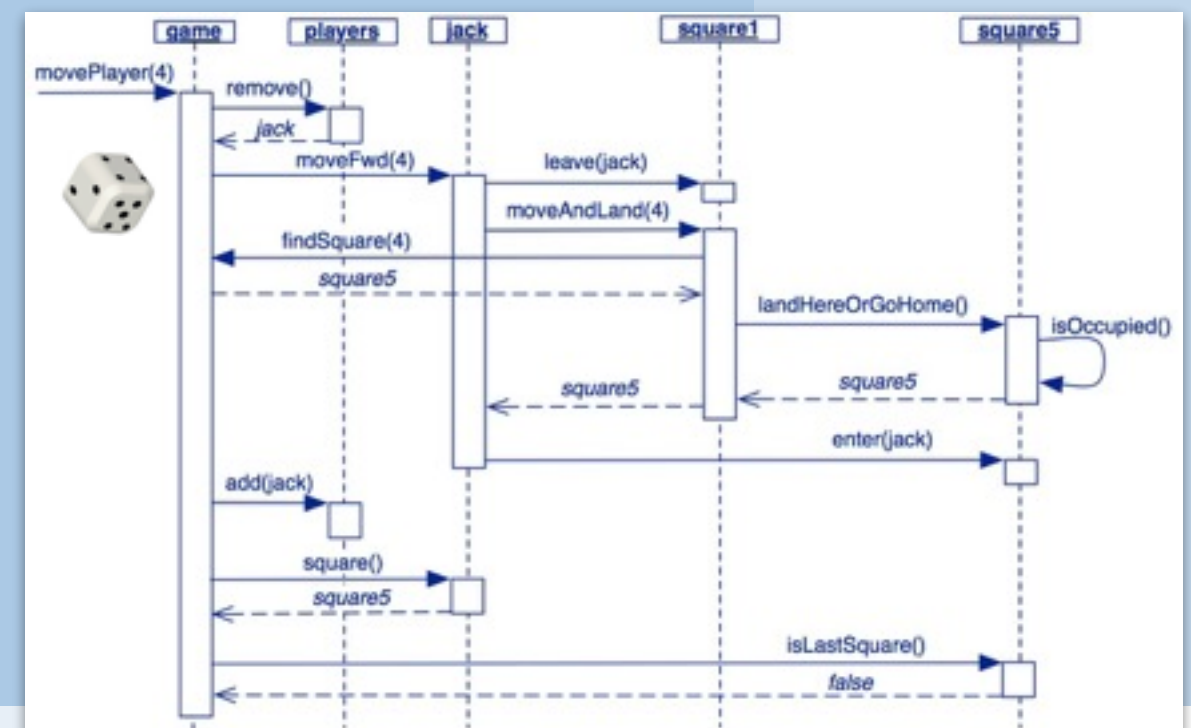 game players jack square1 square5
movePlayer(4)
remove()
jack
moveFwd(4) leave(jack)
moveAndLand(4)
findSquare(4)
square5
landHereOrGoHome()
isOccupied()
square5 square5
enter(jack)
add(jack)
square()
square5
isLastSquare()
false